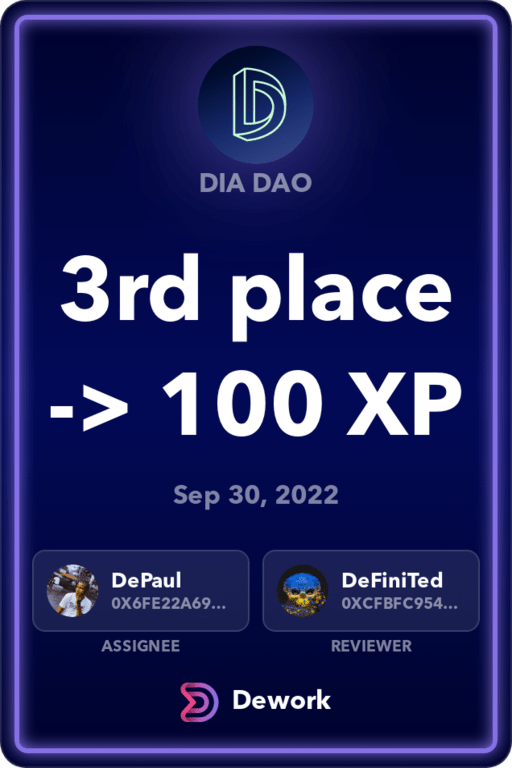 DIA DAO
3rd place
-> 100 XP
Sep 30, 2022
DePaul
0X6FE22A69...
ASSIGNEE
DeFiniTed
0XCFBFC954...
REVIEWER
Dework